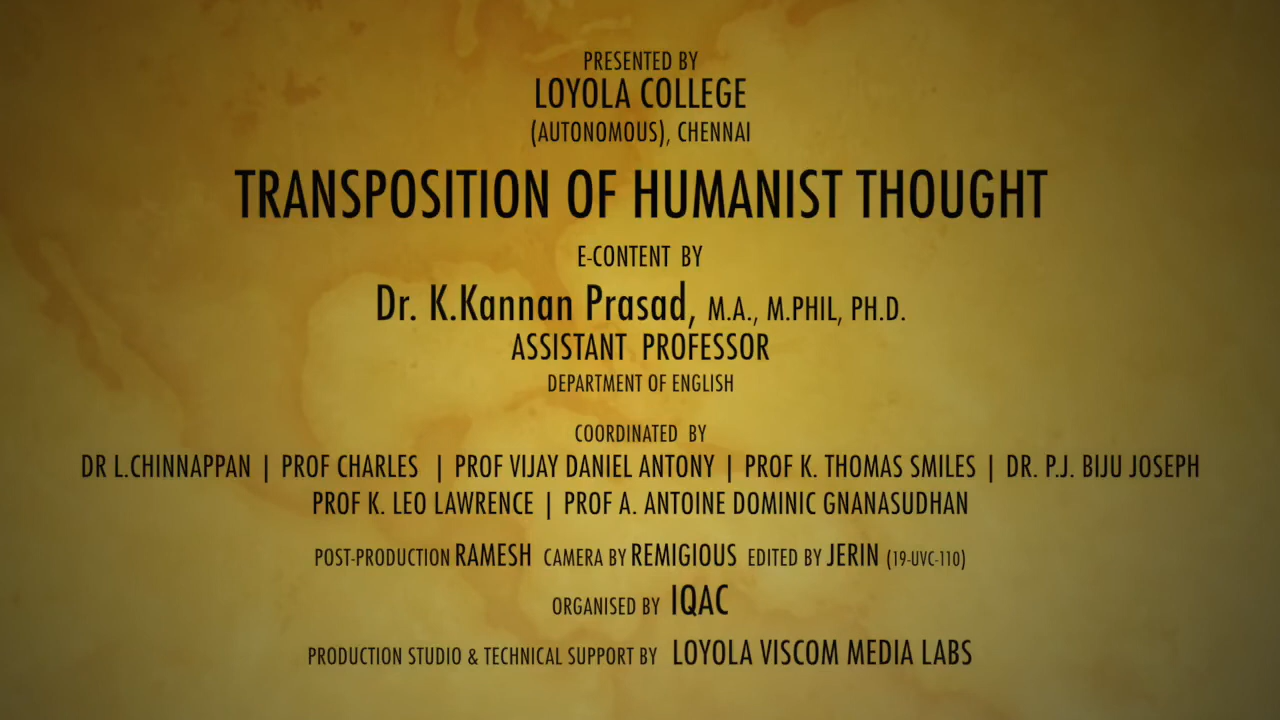 PRESENTED BY
LOYOLA COLLEGE
(AUTONOMOUS), CHENNAI
TRANSPOSITION OF HUMANIST THOUGHT
E-CONTENT BY
Dr. K.Kannan Prasad, M.A., M.PHIL, PH.D.
ASSISTANT PROFESSOR
DEPARTMENT OF ENGLISH
COORDINATED BY
DR L.CHINNAPPAN | PROF CHARLES | PROF VIJAY DANIEL ANTONY | PROF K. THOMAS SMILES | DR. P.J. BIJU JOSEPH
PROF K. LEO LAWRENCE | PROF A. ANTOINE DOMINIC GNANASUDHAN
POST-PRODUCTION RAMESH CAMERA BY REMIGIOUS EDITED BY JERIN (19-UVC-110)
ORGANISED BY IQAC
PRODUCTION STUDIO & TECHNICAL SUPPORT BY LOYOLA VISCOM MEDIA LABS